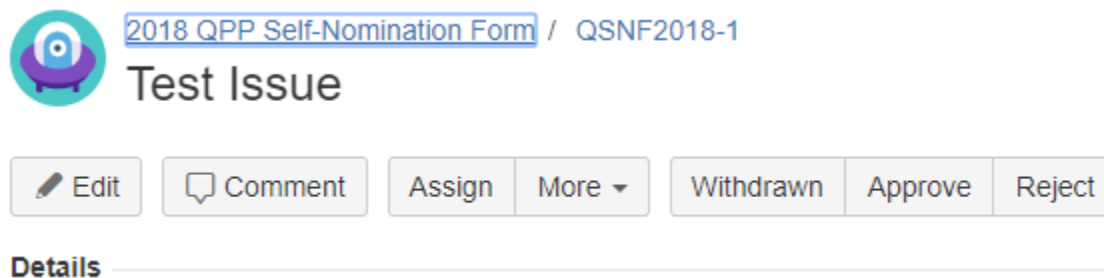 2018 QPP Self-Nomination Form / QSNF2018-1
Test Issue
Edit Comment Assign More Withdrawn Approve Reject
Details